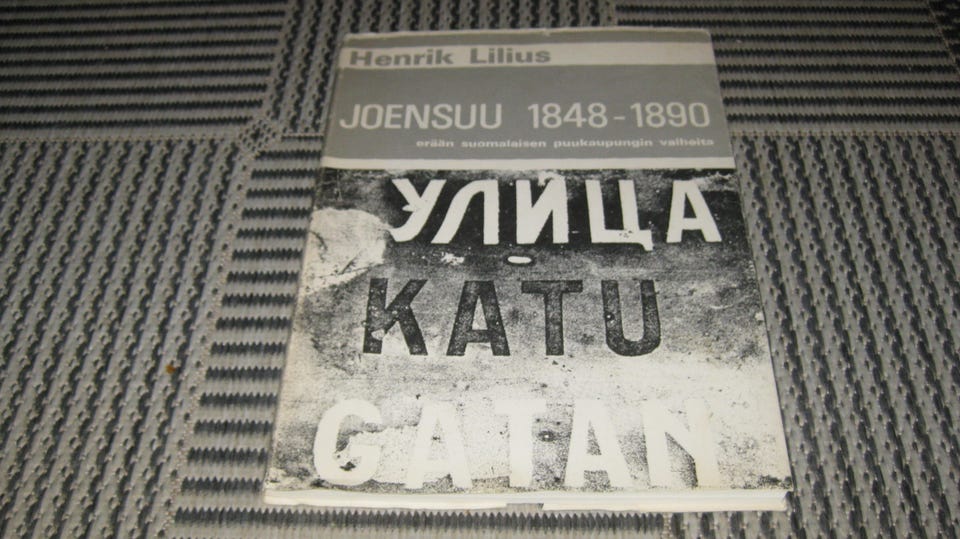 Henrik Lilius
JOENSUU 1848-1890
erään suomalaisen puukaupungin vaiheita
УЛИЦА
KATU
GATAN